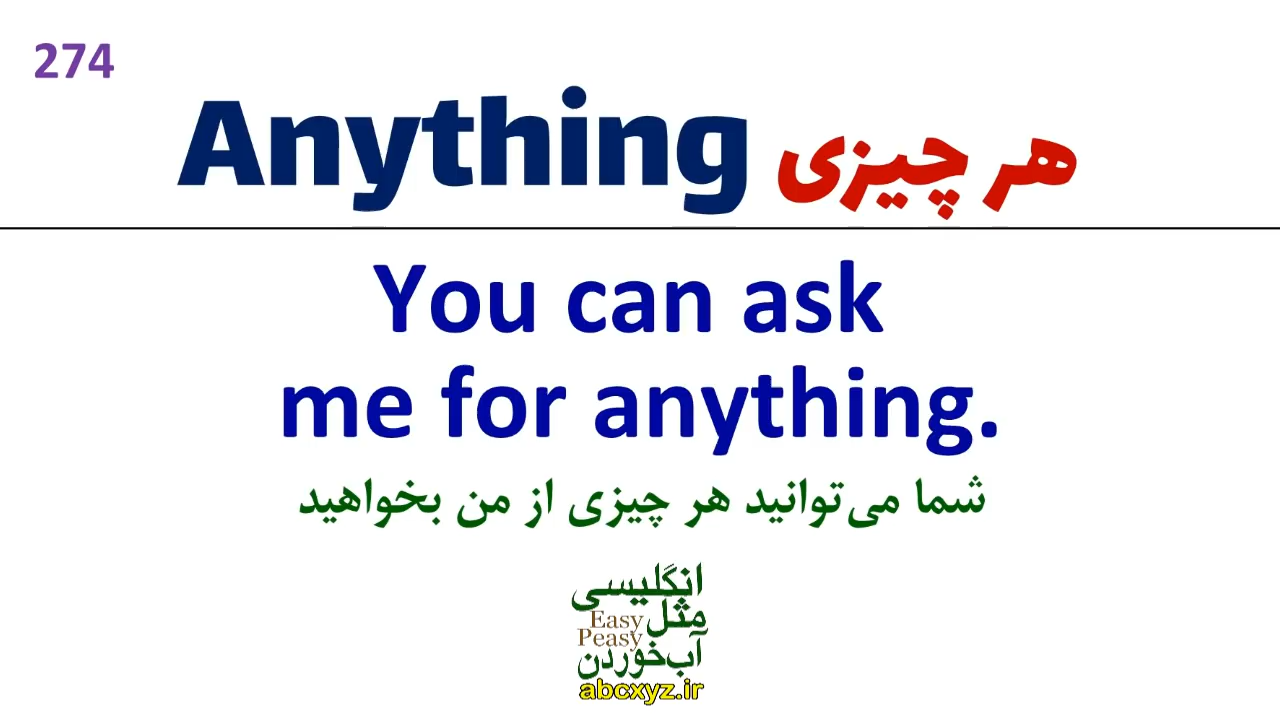 274
Anything هر چیزی
You can ask
me for anything.
شما می‌توانید هر چیزی از من بخواهید
انگلیسی
مثل Easy
Peasy
آب‌خوردن
abcxyz.ir